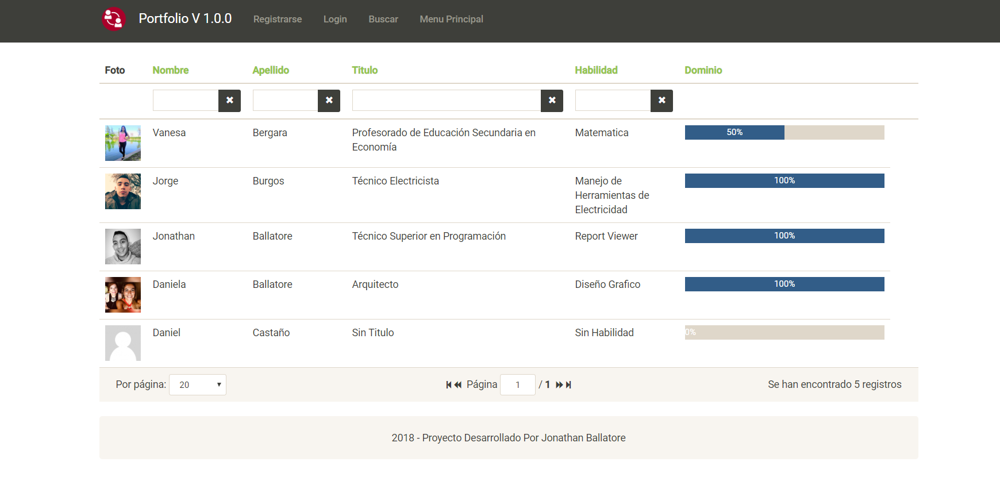 Portfolio V 1.0.0 Registrarse Login Buscar Menu Principal
Foto Nombre Apellido Titulo Habilidad Dominio
Vanesa Bergara Profesorado de Educación Secundaria en Matematica 50%
Economía
Jorge Burgos Técnico Electricista Manejo de 100%
Herramientas de
Electricidad
Jonathan Ballatore Técnico Superior en Programación Report Viewer 100%
Daniela Ballatore Arquitecto Diseño Grafico 100%
Daniel Castaño Sin Titulo Sin Habilidad 0%
Por página: 20 Página 1 / 1 Se han encontrado 5 registros
2018 - Proyecto Desarrollado Por Jonathan Ballatore